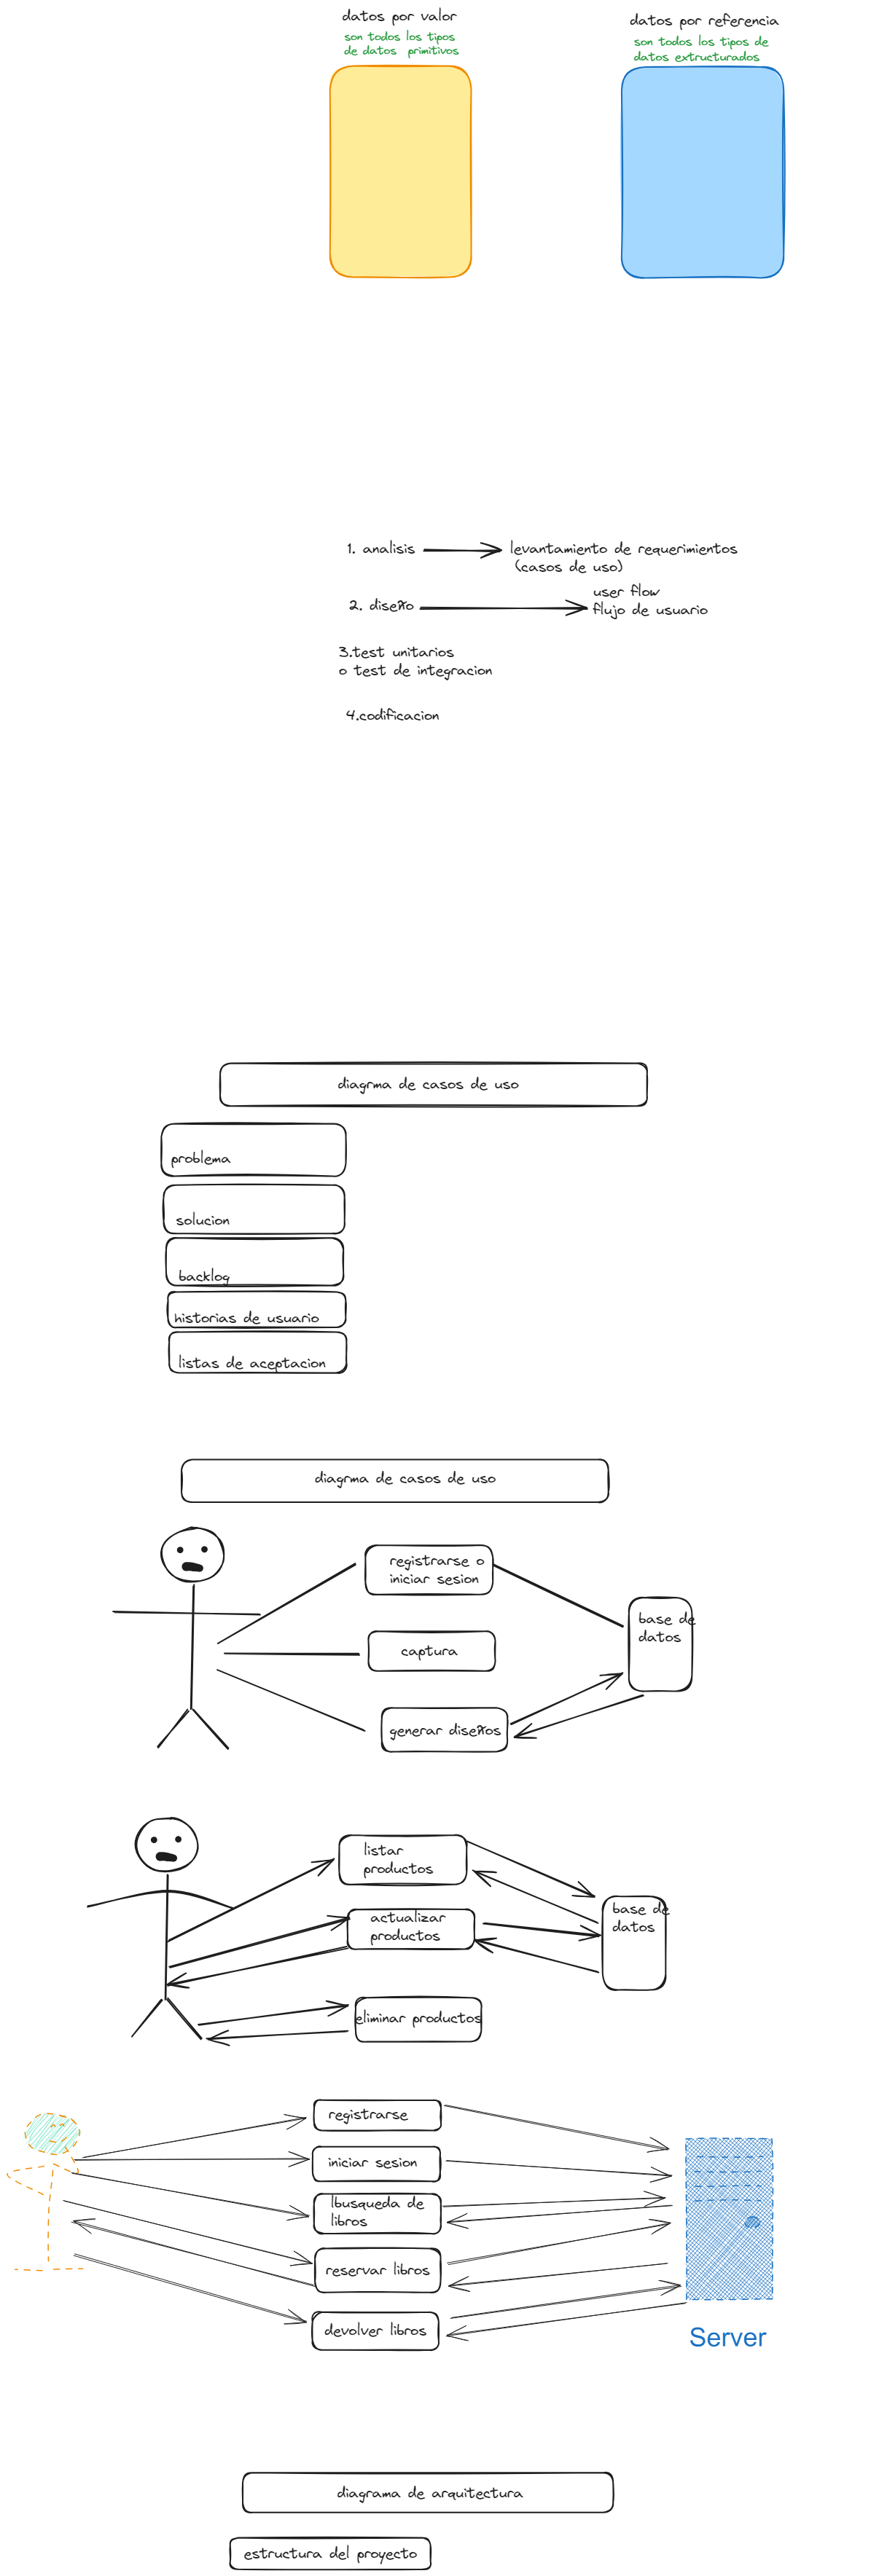 datos por valor
son todos los tipos
de datos primitivos
datos por referencia
son todos los tipos de
datos extructurados
1. analisis
levantamiento de requerimientos
(casos de uso)
2. diseño
user flow
flujo de usuario
3.test unitarios
o test de integracion
4.codificacion
diagrma de casos de uso
problema
solucion
backlog
historias de usuario
listas de aceptacion
diagrma de casos de uso
registrarse o
iniciar sesion
captura
generar diseños
base de
datos
listar
productos
actualizar
productos
eliminar productos
base de
datos
registrarse
iniciar sesion
lbusqueda de
libros
reservar libros
devolver libros
Server
diagrama de arquitectura
estructura del proyecto